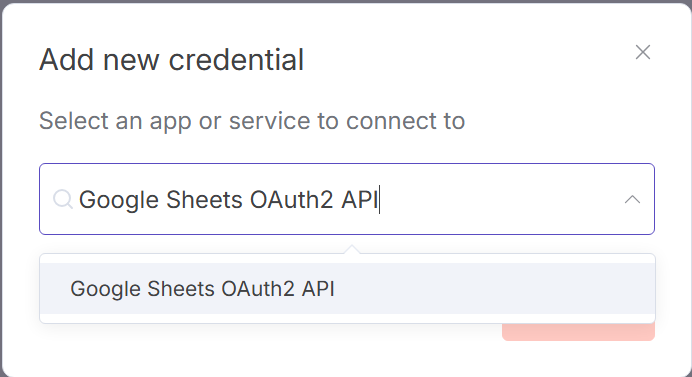 Add new credential
Select an app or service to connect to
Google Sheets OAuth2 API
Google Sheets OAuth2 API